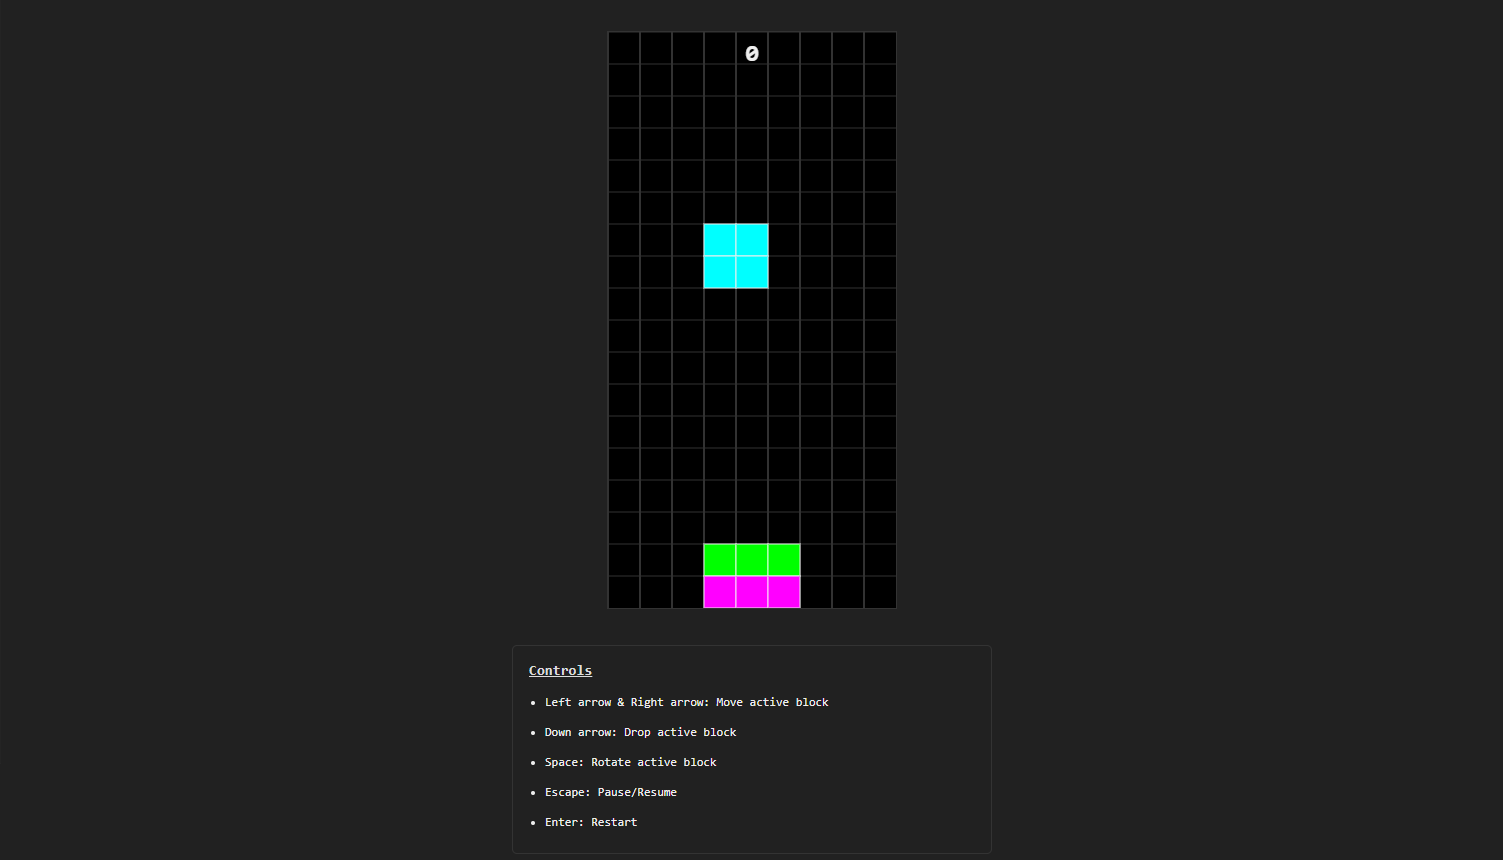 0
Controls
Left arrow & Right arrow: Move active block
Down arrow: Drop active block
Space: Rotate active block
Escape: Pause/Resume
Enter: Restart